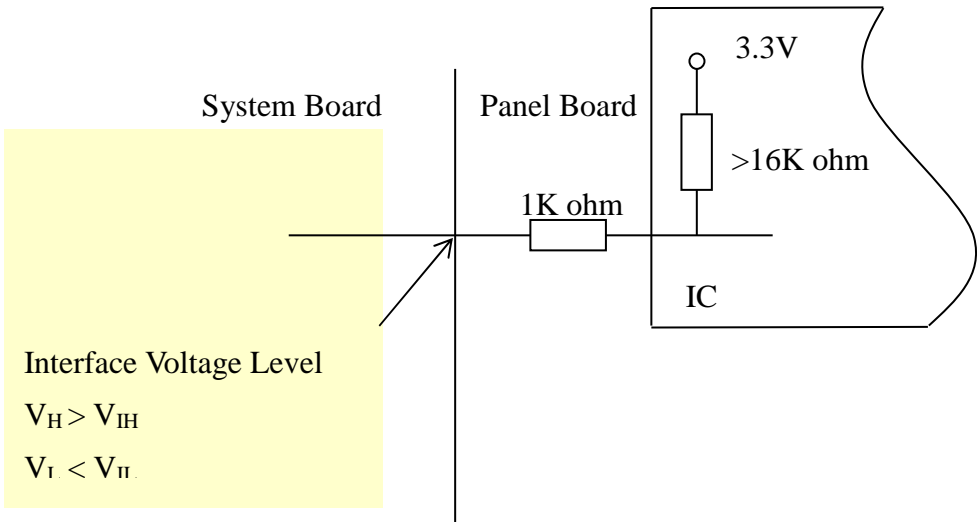 3.3V
System Board
Panel Board
>16K ohm
1K ohm
IC
Interface Voltage Level
VH > VIH
VL < VIL